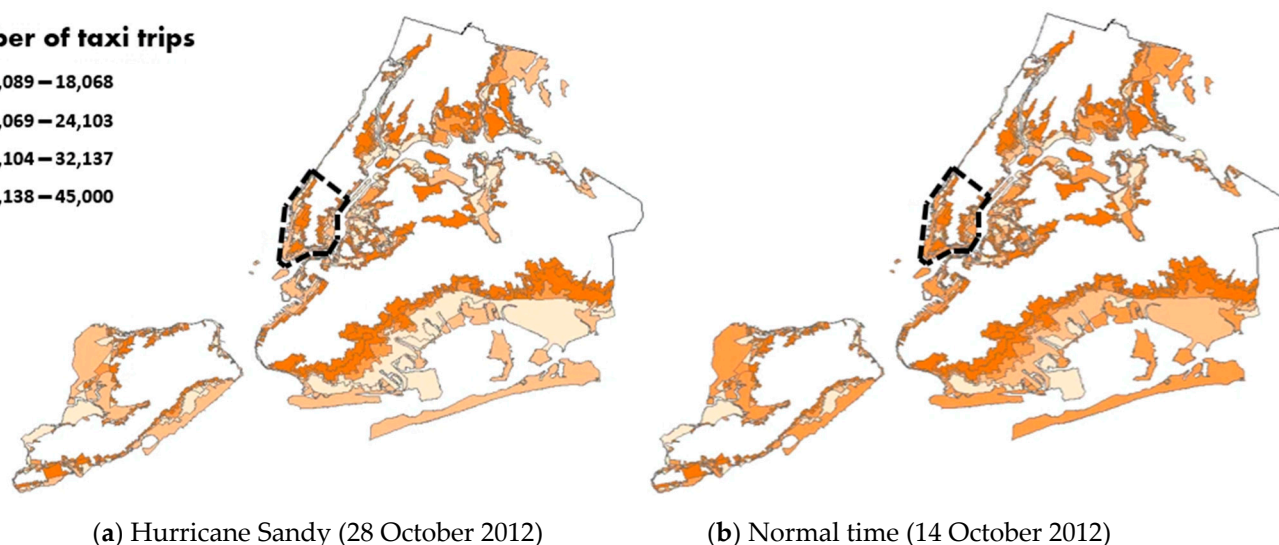 ber of taxi trips
,089 – 18,068
,069 – 24,103
,104 – 32,137
,138 – 45,000
(a) Hurricane Sandy (28 October 2012)
(b) Normal time (14 October 2012)